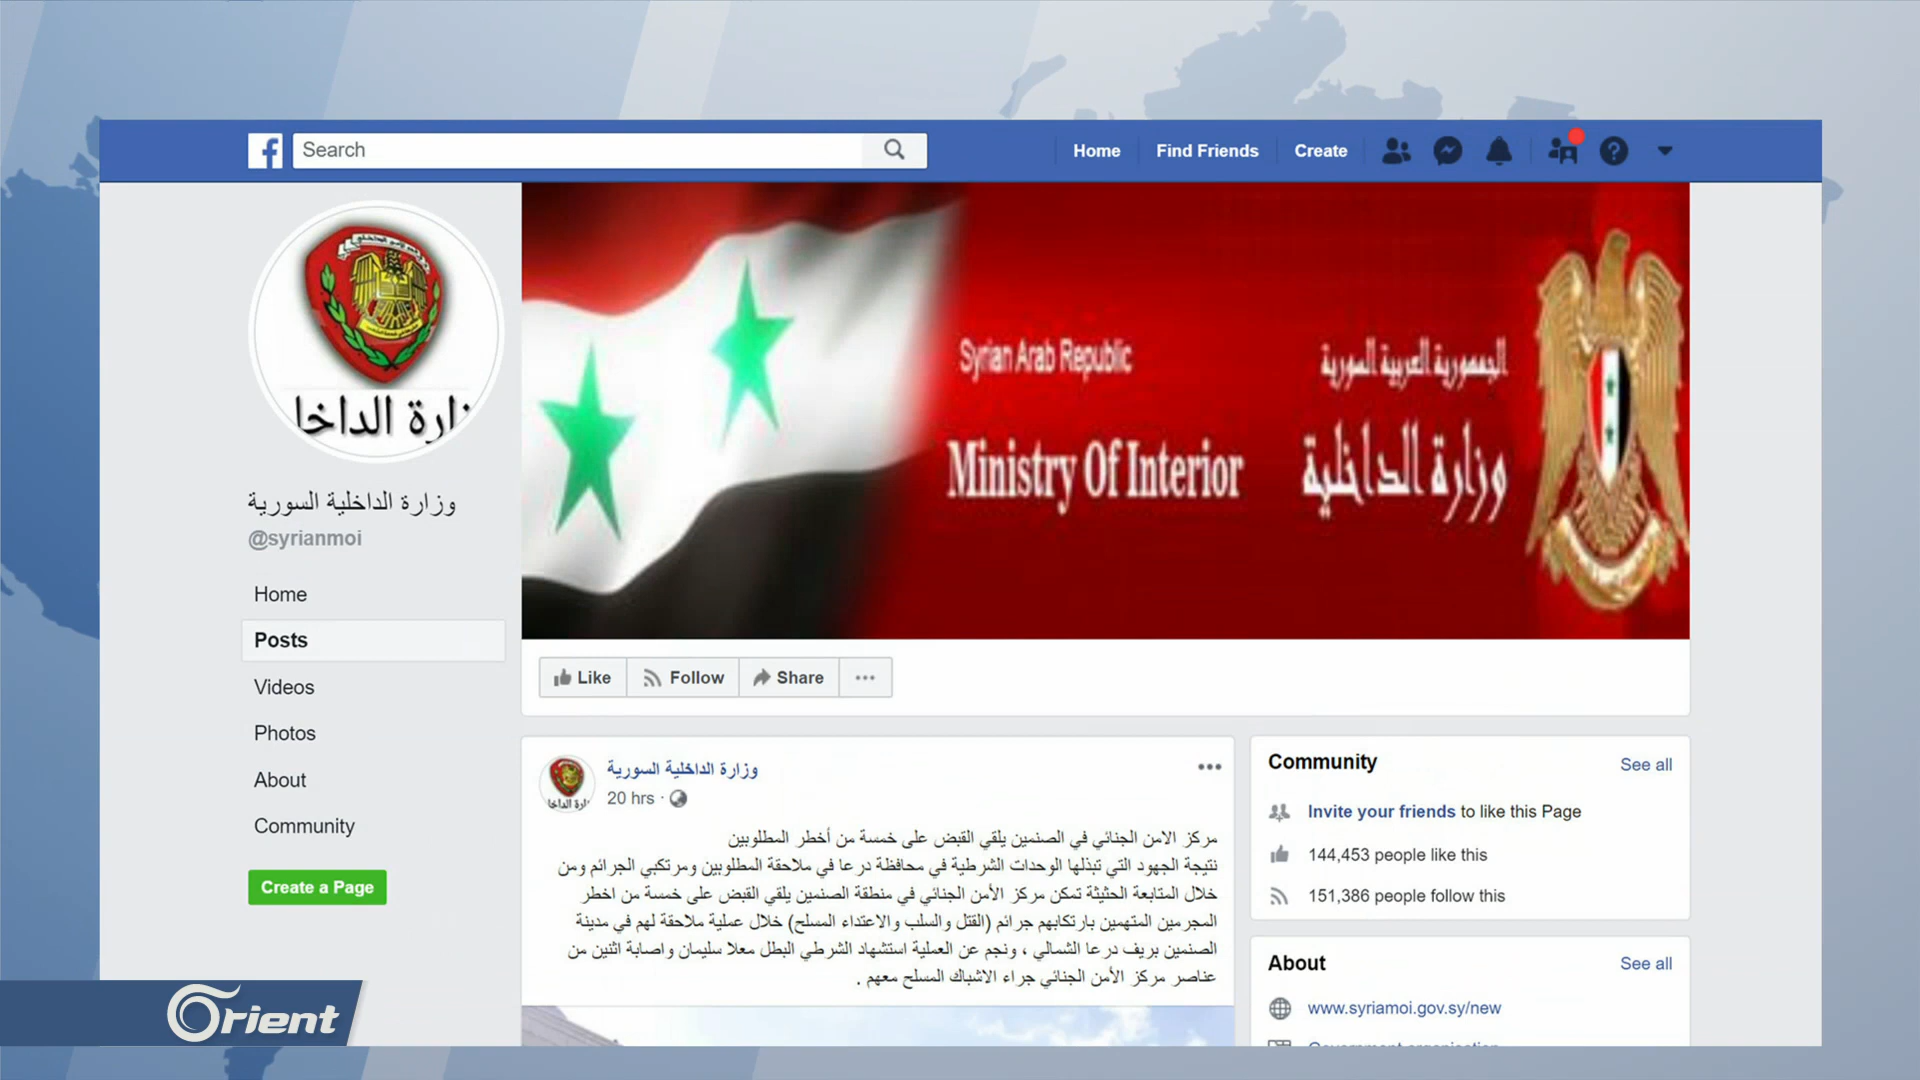 Search
Home
Find Friends
Create
Syrian Arab Republic
الجمهورية العربية السورية
Ministry Of Interior
وزارة الداخلية
زارة الداخا
وزارة الداخلية السورية
@syrianmoi
Home
Posts
Videos
Photos
About
Community
Create a Page
Like
Follow
Share
وزارة الداخلية السورية
20 hrs ·
مركز الامن الجنائي في الصنمين يلقي القبض على خمسة من أخطر المطلوبين
نتيجة الجهود التي تبذلها الوحدات الشرطية في محافظة درعا في ملاحقة المطلوبين ومرتكبي الجرائم ومن
خلال المتابعة الحثيثة تمكن مركز الأمن الجنائي في منطقة الصنمين يلقي القبض على خمسة من اخطر
المجرمين المتهمين بارتكابهم جرائم (القتل والسلب والاعتداء المسلح) خلال عملية ملاحقة لهم في مدينة
الصنمين بريف درعا الشمالي ، ونجم عن العملية استشهاد الشرطي البطل معلا سليمان واصابة اثنين من
عناصر مركز الأمن الجنائي جراء الاشباك المسلح معهم .
Community
See all
Invite your friends to like this Page
144,453 people like this
151,386 people follow this
About
See all
www.syriamoi.gov.sy/new
Government organisation
Orient